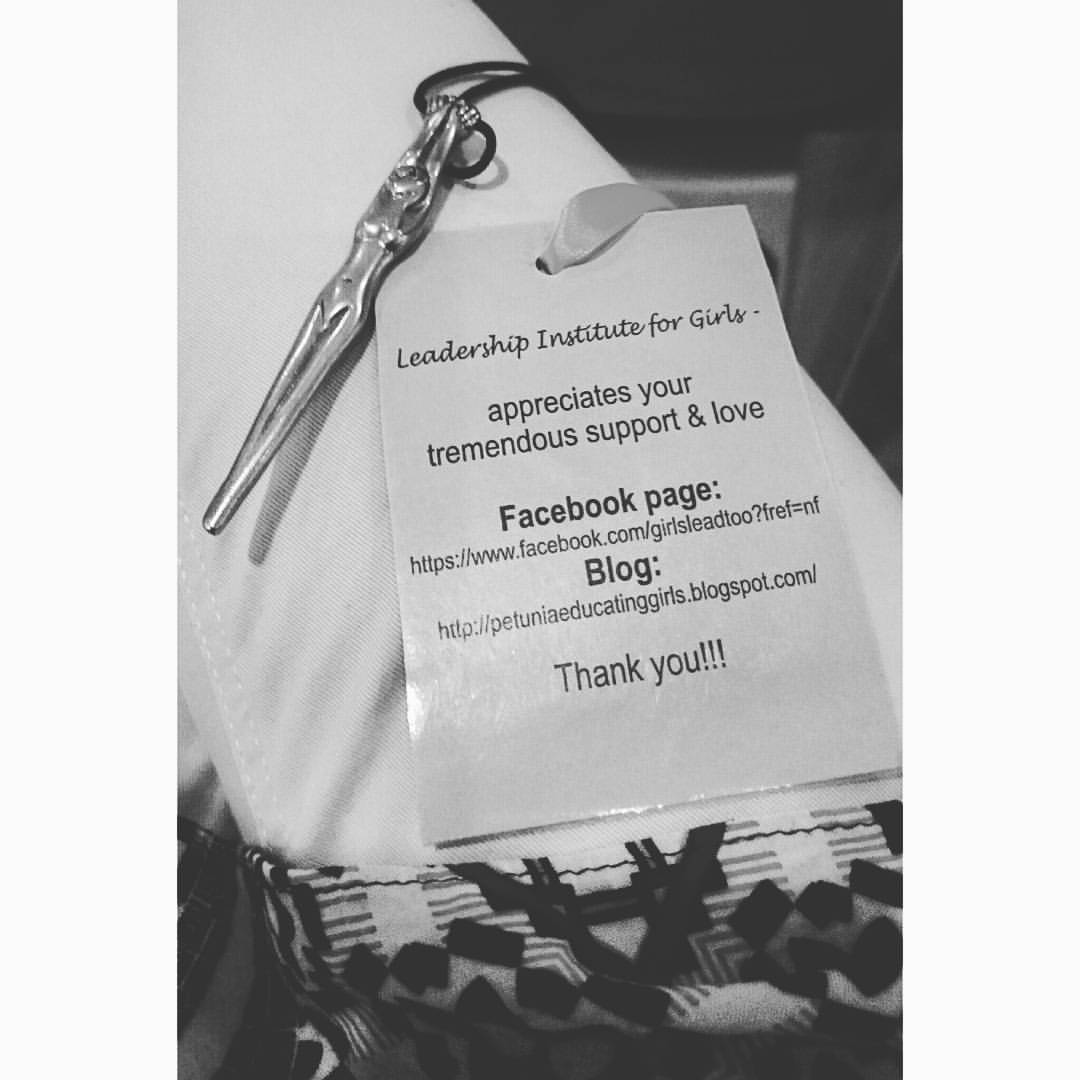 Leadership Institute for Girls -
appreciates your
tremendous support & love
Facebook page:
https://www.facebook.com/girlsleadtoo?fref=nf
Blog:
http://petuniaeducatinggirls.blogspot.com/
Thank you!!!